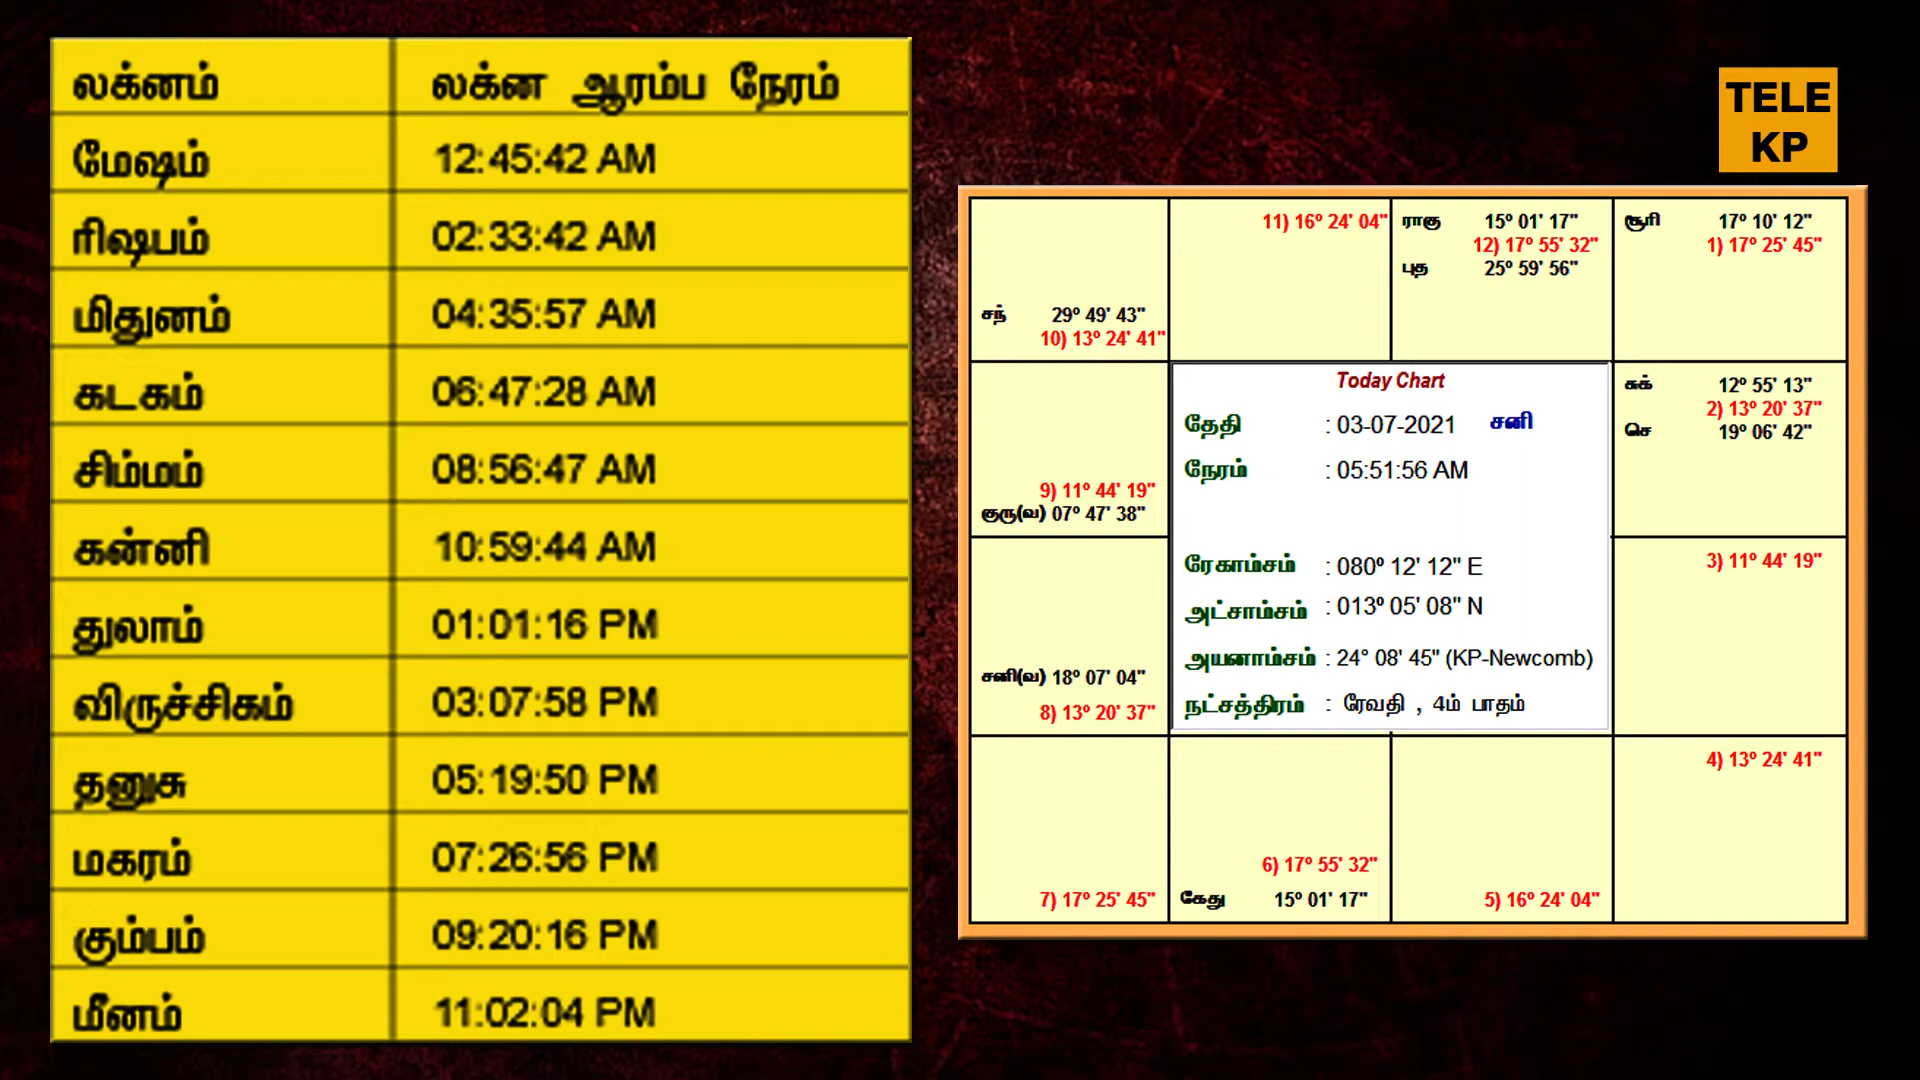 லக்னம் லக்ன ஆரம்ப நேரம்
மேஷம் 12:45:42 AM
ரிஷபம் 02:33:42 AM
மிதுனம் 04:35:57 AM
கடகம் 06:47:28 AM
சிம்மம் 08:56:47 AM
கன்னி 10:59:44 AM
துலாம் 01:01:16 PM
விருச்சிகம் 03:07:58 PM
தனுசு 05:19:50 PM
மகரம் 07:26:56 PM
கும்பம் 09:20:16 PM
மீனம் 11:02:04 PM
TELE
KP
சந் 29º 49' 43"
10) 13º 24' 41"
11) 16º 24' 04"
ராகு 15º 01' 17"
12) 17º 55' 32"
புத 25º 59' 56"
சூரி 17º 10' 12"
1) 17º 25' 45"
9) 11º 44' 19"
குரு(வ) 07º 47' 38"
Today Chart
தேதி : 03-07-2021 சனி
நேரம் : 05:51:56 AM
ரேகாம்சம் : 080º 12' 12" E
அட்சாம்சம் : 013º 05' 08" N
அயனாம்சம் : 24° 08' 45" (KP-Newcomb)
நட்சத்திரம் : ரேவதி , 4ம் பாதம்
சுக் 12º 55' 13"
2) 13º 20' 37"
செ 19º 06' 42"
சனி(வ) 18º 07' 04"
8) 13º 20' 37"
3) 11º 44' 19"
7) 17º 25' 45"
6) 17º 55' 32"
கேது 15º 01' 17"
5) 16º 24' 04"
4) 13º 24' 41"